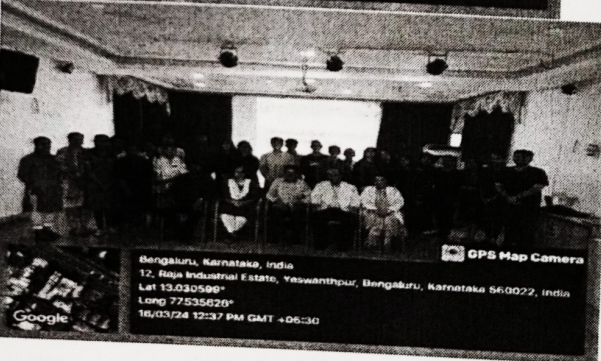 GPS Map Camera
Bengaluru, Karnataka, India
12, Raja Industrial Estate, Yeswanthpur, Bengaluru, Karnataka 560022, India
Lat 13.030599°
Long 77.535626°
16/03/24 12:37 PM GMT +05:30
Google